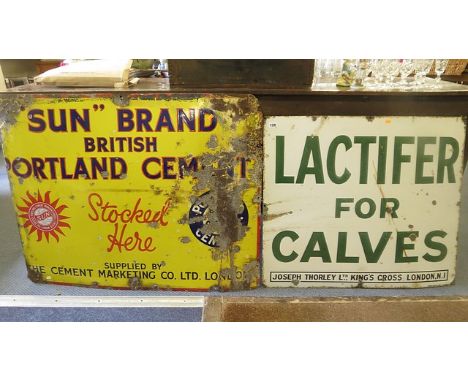 SUN" BRAND
BRITISH
PORTLAND CEMENT
SUN
Stocked
Here
SUPPLIED BY
THE CEMENT MARKETING CO. LTD. LONDON
LACTIFER
FOR
CALVES
JOSEPH THORLEY LTD KING'S CROSS LONDON, N.1